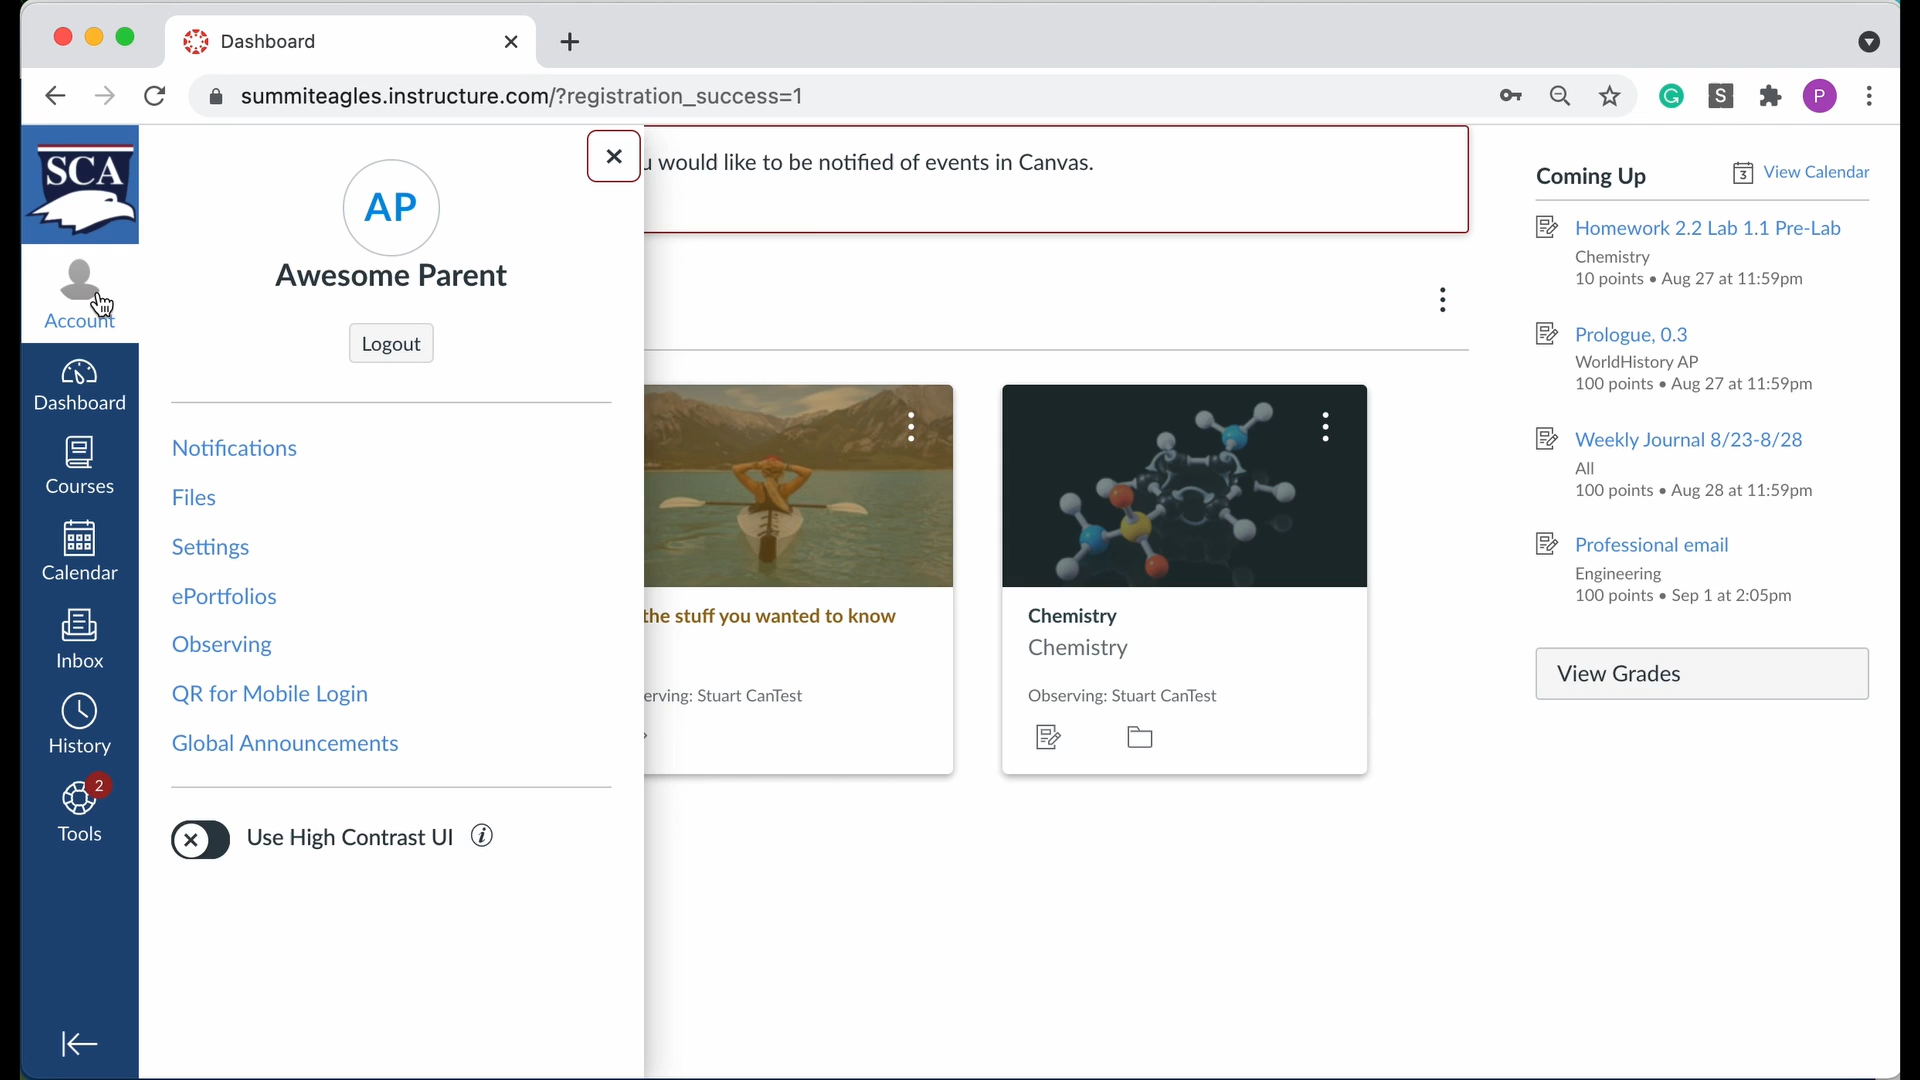 Dashboard
summiteagles.instructure.com/?registration_success=1
G
S
P
SCA
Account
Dashboard
Courses
Calendar
Inbox
History
2
Tools
AP
Awesome Parent
Logout
Notifications
Files
Settings
ePortfolios
Observing
QR for Mobile Login
Global Announcements
Use High Contrast UI
would like to be notified of events in Canvas.
the stuff you wanted to know
erving: Stuart CanTest
Chemistry
Chemistry
Observing: Stuart CanTest
Coming Up
3 View Calendar
Homework 2.2 Lab 1.1 Pre-Lab
Chemistry
10 points • Aug 27 at 11:59pm
Prologue, 0.3
WorldHistory AP
100 points • Aug 27 at 11:59pm
Weekly Journal 8/23-8/28
All
100 points • Aug 28 at 11:59pm
Professional email
Engineering
100 points • Sep 1 at 2:05pm
View Grades